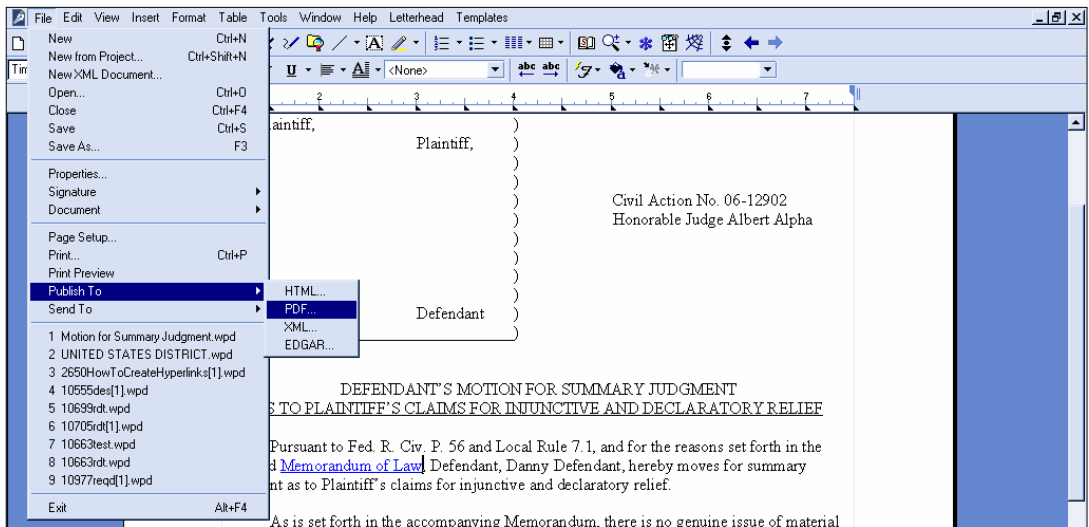 File Edit View Insert Format Table Tools Window Help Letterhead Templates
New Ctrl+N
New from Project... Ctrl+Shift+N
New XML Document...
Open... Ctrl+O
Close Ctrl+F4
Save Ctrl+S
Save As... F3
Properties...
Signature
Document
Page Setup...
Print... Ctrl+P
Print Preview
Publish To
Send To
1 Motion for Summary Judgment.wpd
2 UNITED STATES DISTRICT.wpd
3 2650HowToCreateHyperlinks[1].wpd
4 10555des[1].wpd
5 10699rdt.wpd
6 10705rdt[1].wpd
7 10663test.wpd
8 10663rdt.wpd
9 10977reqd[1].wpd
Exit Alt+F4
HTML...
PDF...
XML...
EDGAR...
A
U A <None> abc abc
2 3 4 5 6 7
aintiff, )
Plaintiff, )
)
)
) Civil Action No. 06-12902
) Honorable Judge Albert Alpha
)
)
)
)
Defendant )
)
DEFENDANT'S MOTION FOR SUMMARY JUDGMENT
S TO PLAINTIFF'S CLAIMS FOR INJUNCTIVE AND DECLARATORY RELIEF
Pursuant to Fed. R. Civ. P. 56 and Local Rule 7.1, and for the reasons set forth in the
d Memorandum of Law, Defendant, Danny Defendant, hereby moves for summary
nt as to Plaintiff's claims for injunctive and declaratory relief.
As is set forth in the accompanying Memorandum, there is no genuine issue of material